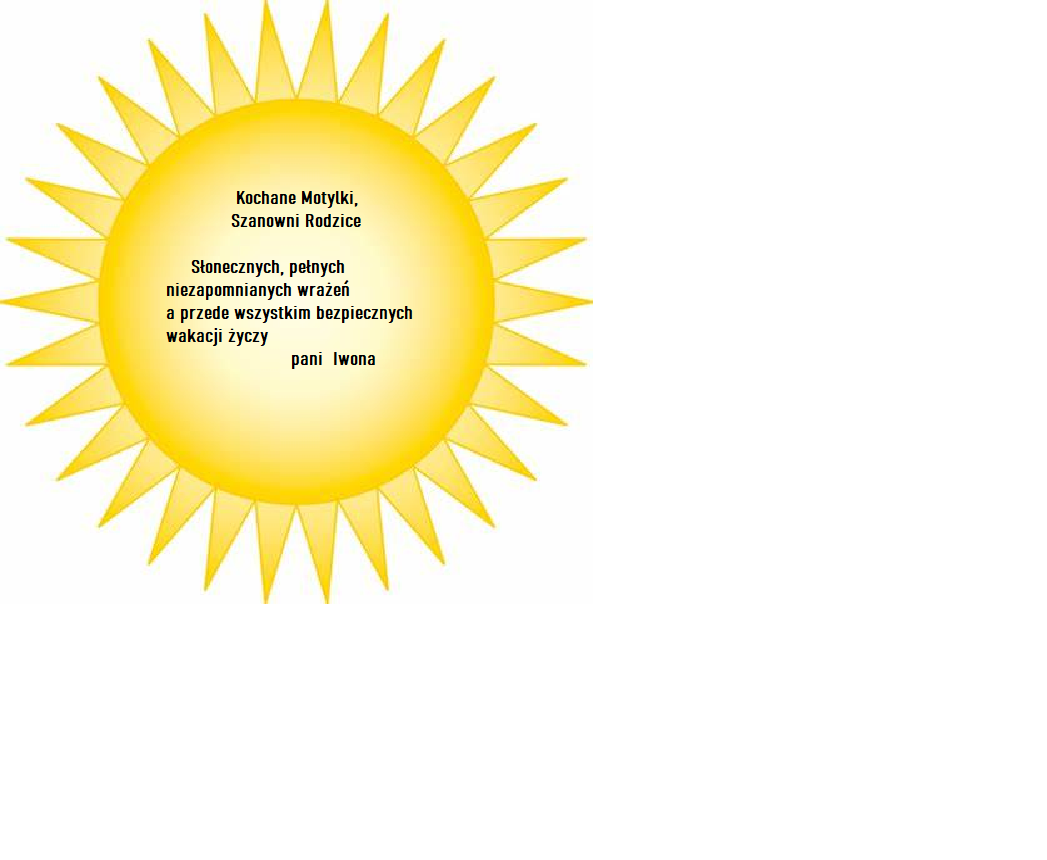 Kochane Motylki,
Szanowni Rodzice
Słonecznych, pełnych
niezapomnianych wrażeń
a przede wszystkim bezpiecznych
wakacji życzy
pani Iwona